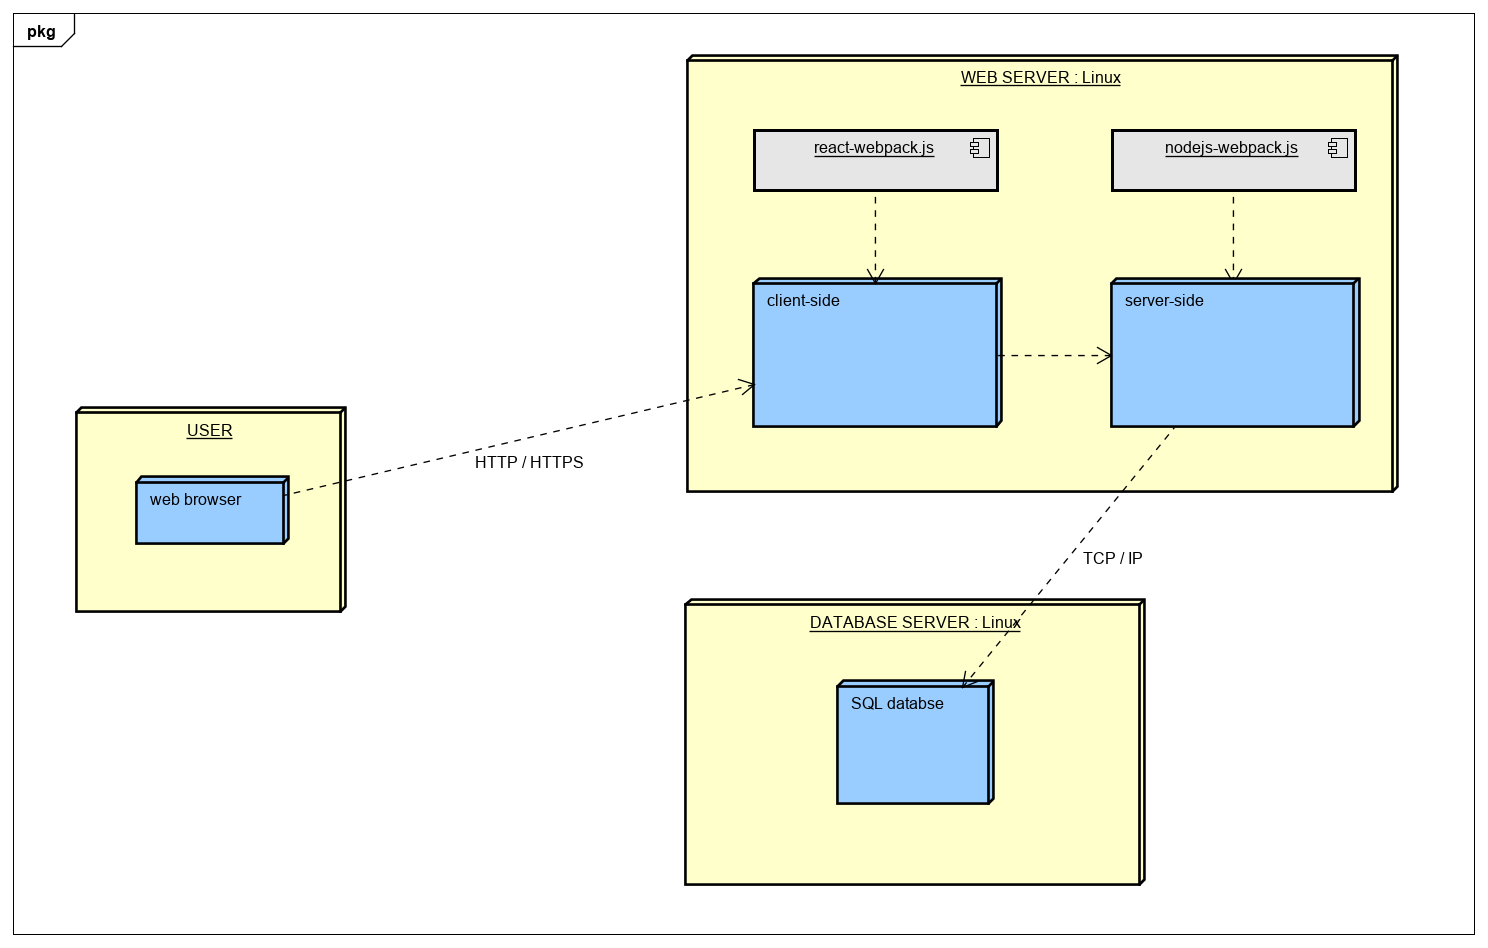 pkg
WEB SERVER : Linux
react-webpack.js
nodejs-webpack.js
client-side
server-side
USER
HTTP / HTTPS
web browser
TCP / IP
DATABASE SERVER : Linux
SQL databse